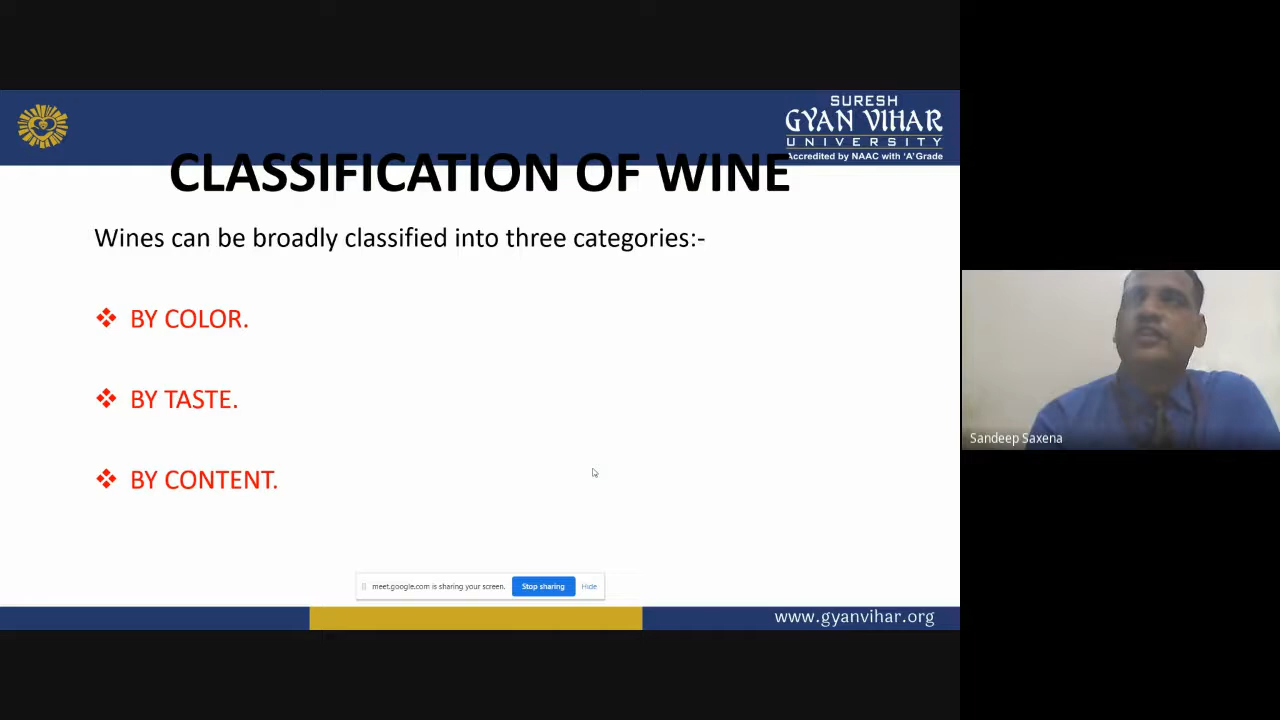 SURESH
GYAN VIHAR
UNIVERSITY
Accredited by NAAC with 'A' Grade
CLASSIFICATION OF WINE
Wines can be broadly classified into three categories:-
❖ BY COLOR.
❖ BY TASTE.
❖ BY CONTENT.
Sandeep Saxena
meet.google.com is sharing your screen. Stop sharing Hide
www.gyanvihar.org